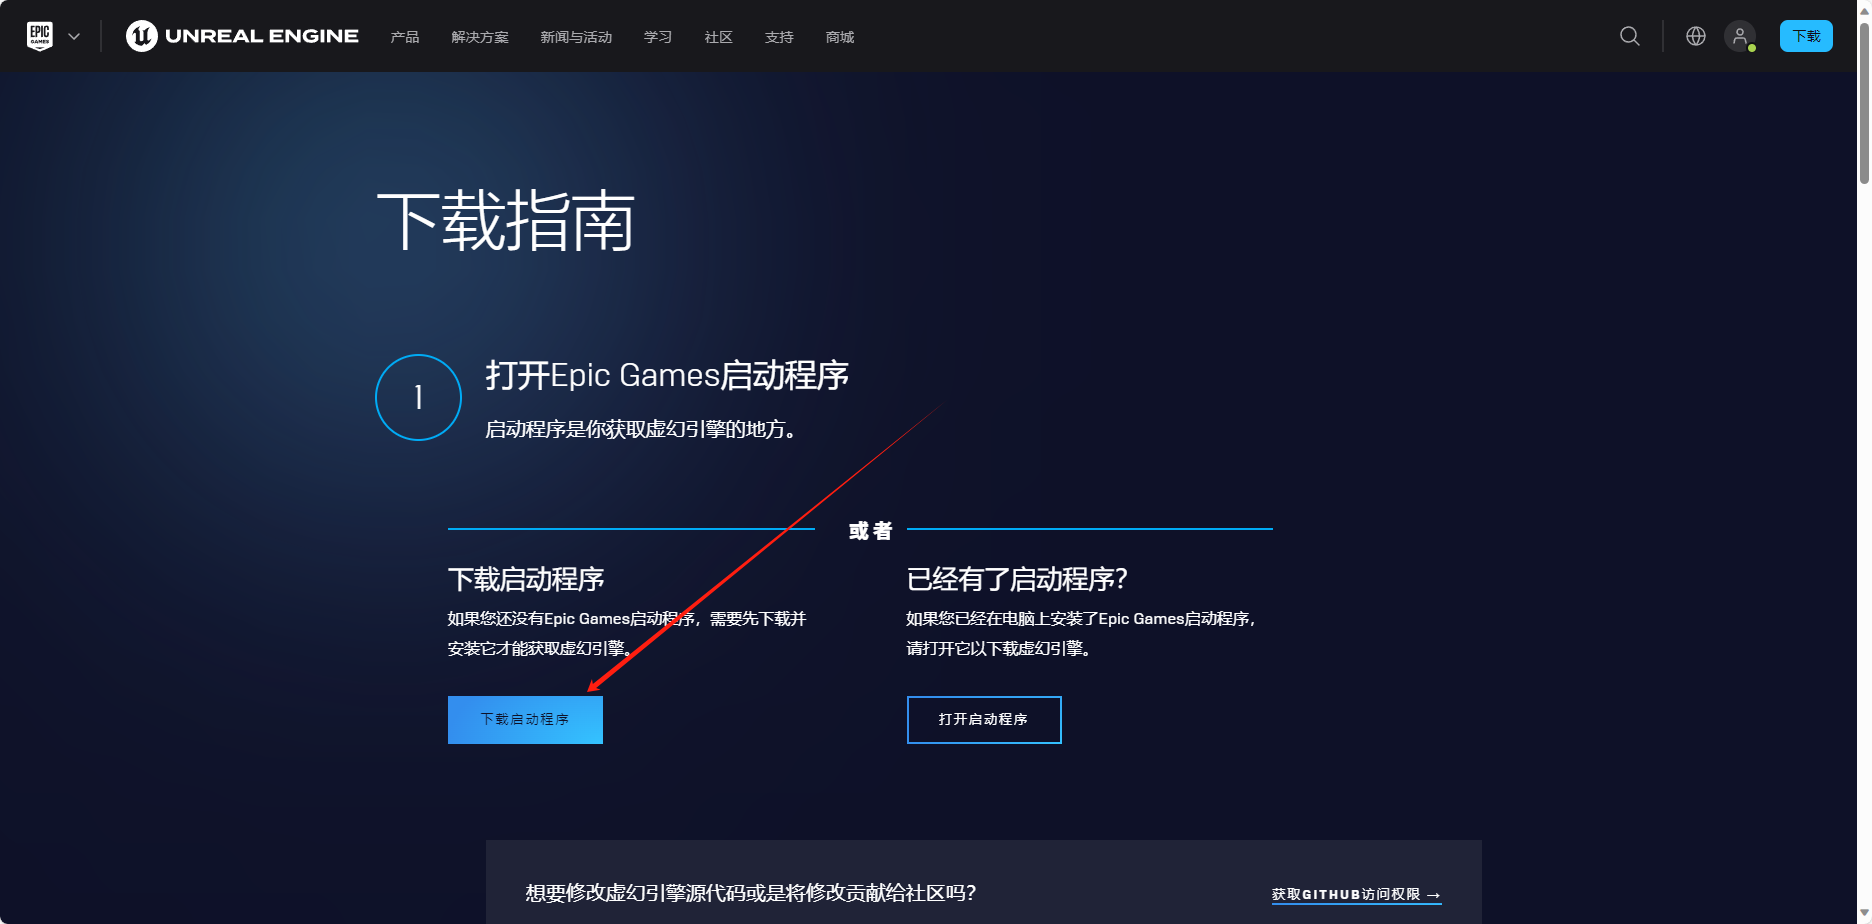 EPIC GAMES
UNREAL ENGINE 产品 解决方案 新闻与活动 学习 社区 支持 商城 下载
下载指南
1
打开Epic Games启动程序
启动程序是你获取虚幻引擎的地方。
或者
下载启动程序
如果您还没有Epic Games启动程序，需要先下载并
安装它才能获取虚幻引擎。
下载启动程序
已经有了启动程序？
如果您已经在电脑上安装了Epic Games启动程序，
请打开它以下载虚幻引擎。
打开启动程序
想要修改虚幻引擎源代码或是将修改贡献给社区吗？
获取GITHUB访问权限 →